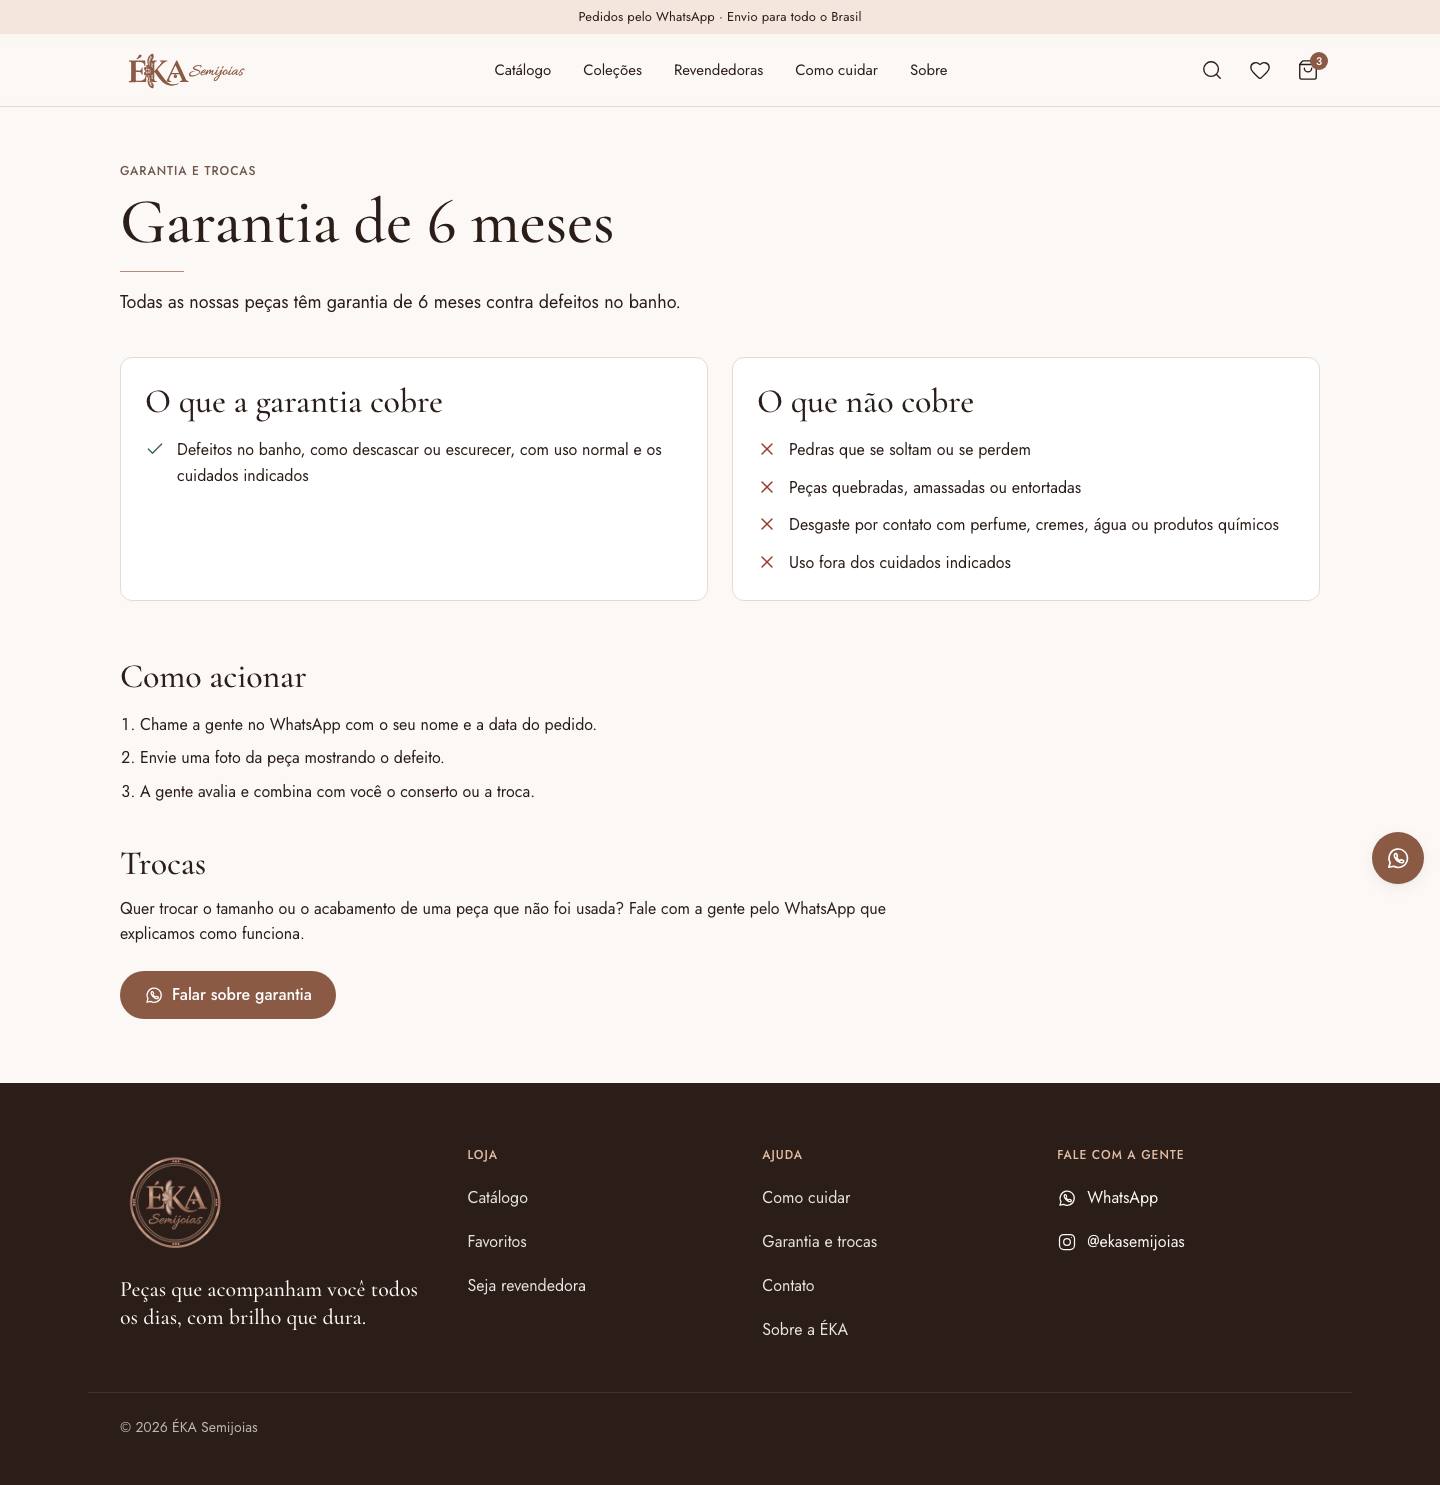 Pedidos pelo WhatsApp · Envio para todo o Brasil
ÉKA Semijoias
Catálogo
Coleções
Revendedoras
Como cuidar
Sobre
3
GARANTIA E TROCAS
Garantia de 6 meses
Todas as nossas peças têm garantia de 6 meses contra defeitos no banho.
O que a garantia cobre
Defeitos no banho, como descascar ou escurecer, com uso normal e os
cuidados indicados
O que não cobre
Pedras que se soltam ou se perdem
Peças quebradas, amassadas ou entortadas
Desgaste por contato com perfume, cremes, água ou produtos químicos
Uso fora dos cuidados indicados
Como acionar
1. Chame a gente no WhatsApp com o seu nome e a data do pedido.
2. Envie uma foto da peça mostrando o defeito.
3. A gente avalia e combina com você o conserto ou a troca.
Trocas
Quer trocar o tamanho ou o acabamento de uma peça que não foi usada? Fale com a gente pelo WhatsApp que
explicamos como funciona.
Falar sobre garantia
ÉKA
Semijoias
Peças que acompanham você todos
os dias, com brilho que dura.
LOJA
Catálogo
Favoritos
Seja revendedora
AJUDA
Como cuidar
Garantia e trocas
Contato
Sobre a ÉKA
FALE COM A GENTE
WhatsApp
@ekasemijoias
© 2026 ÉKA Semijoias